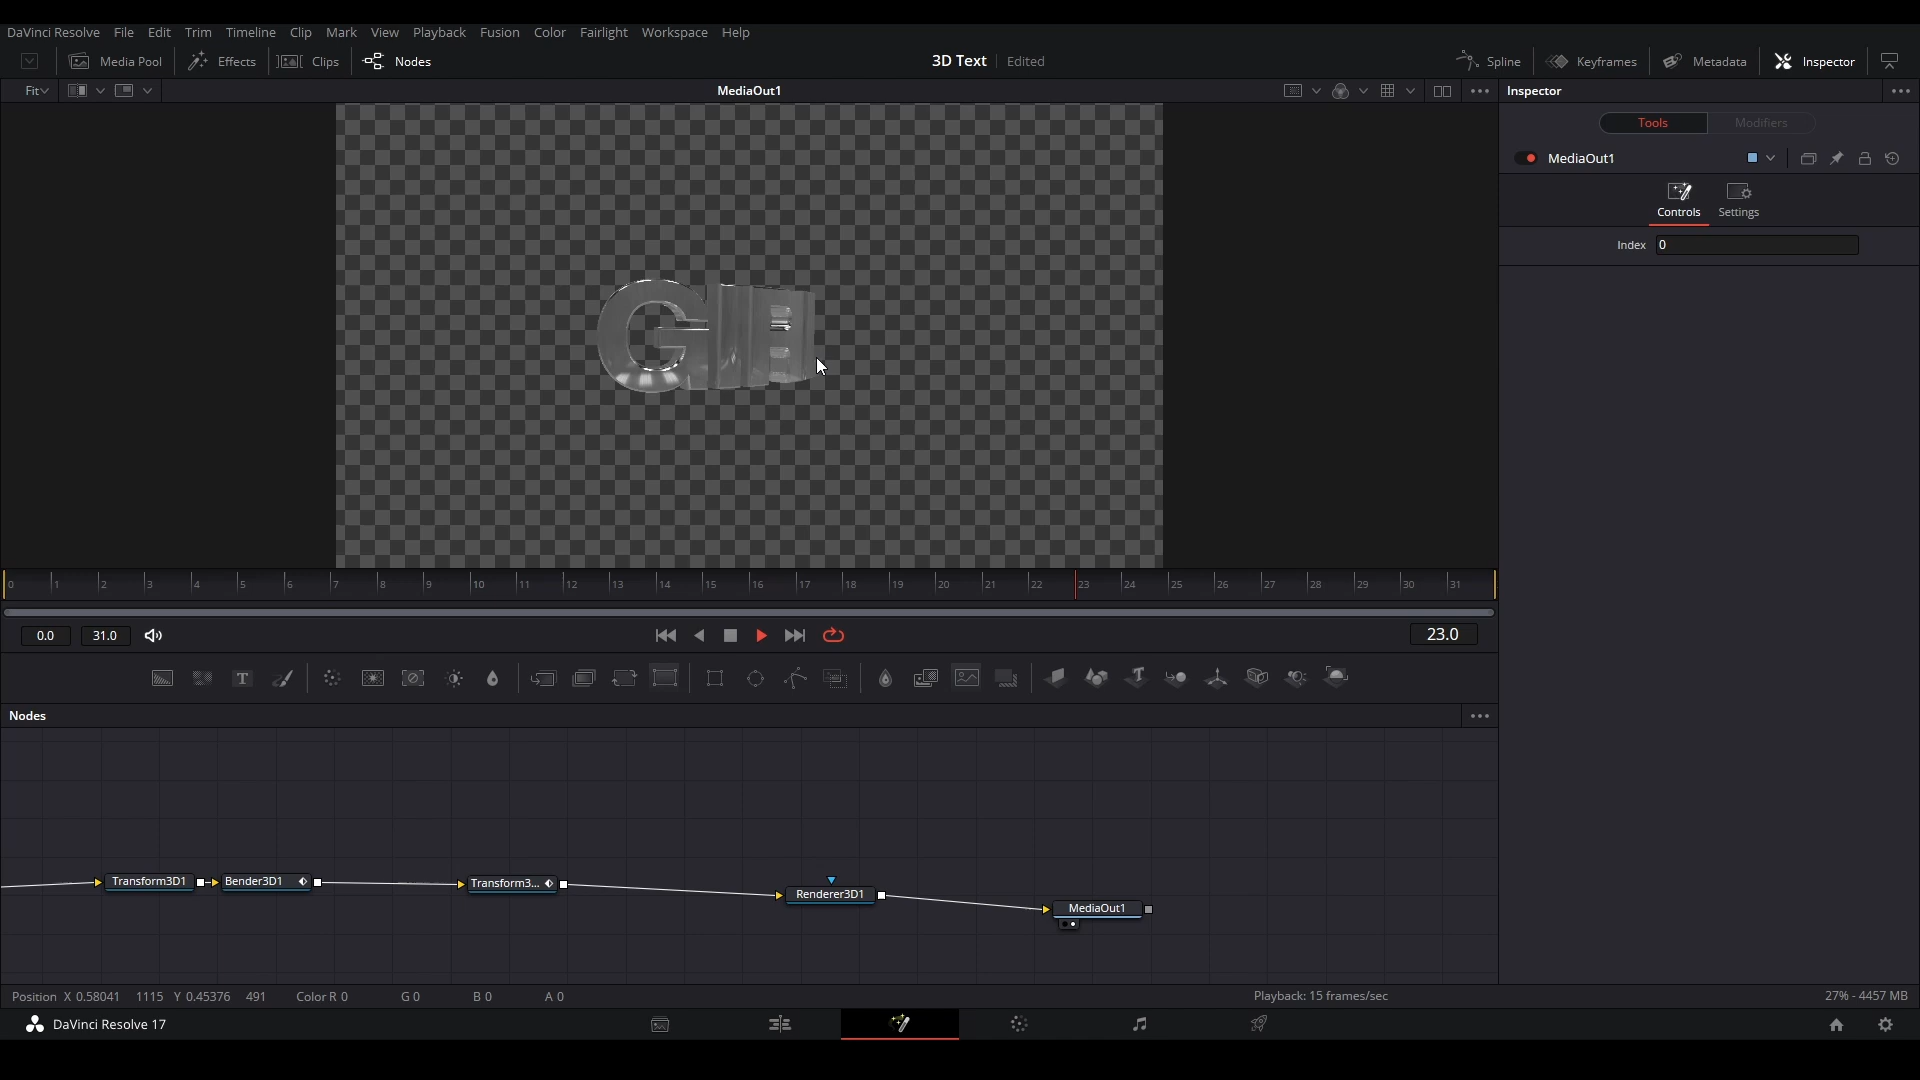 DaVinci Resolve File Edit Trim Timeline Clip Mark View Playback Fusion Color Fairlight Workspace Help
Media Pool Effects Clips Nodes 3D Text Edited Spline Keyframes Metadata Inspector
Fit MediaOut1 Inspector
Tools Modifiers
MediaOut1
Controls Settings
Index 0
0 1 2 3 4 5 6 7 8 9 10 11 12 13 14 15 16 17 18 19 20 21 22 23 24 25 26 27 28 29 30 31
0.0 31.0 23.0
T T
Nodes
Transform3D1 Bender3D1 Transform3... Renderer3D1
MediaOut1
Position X 0.58041 1115 Y 0.45376 491 Color R 0 G 0 B 0 A 0 Playback: 15 frames/sec 27% - 4457 MB
DaVinci Resolve 17